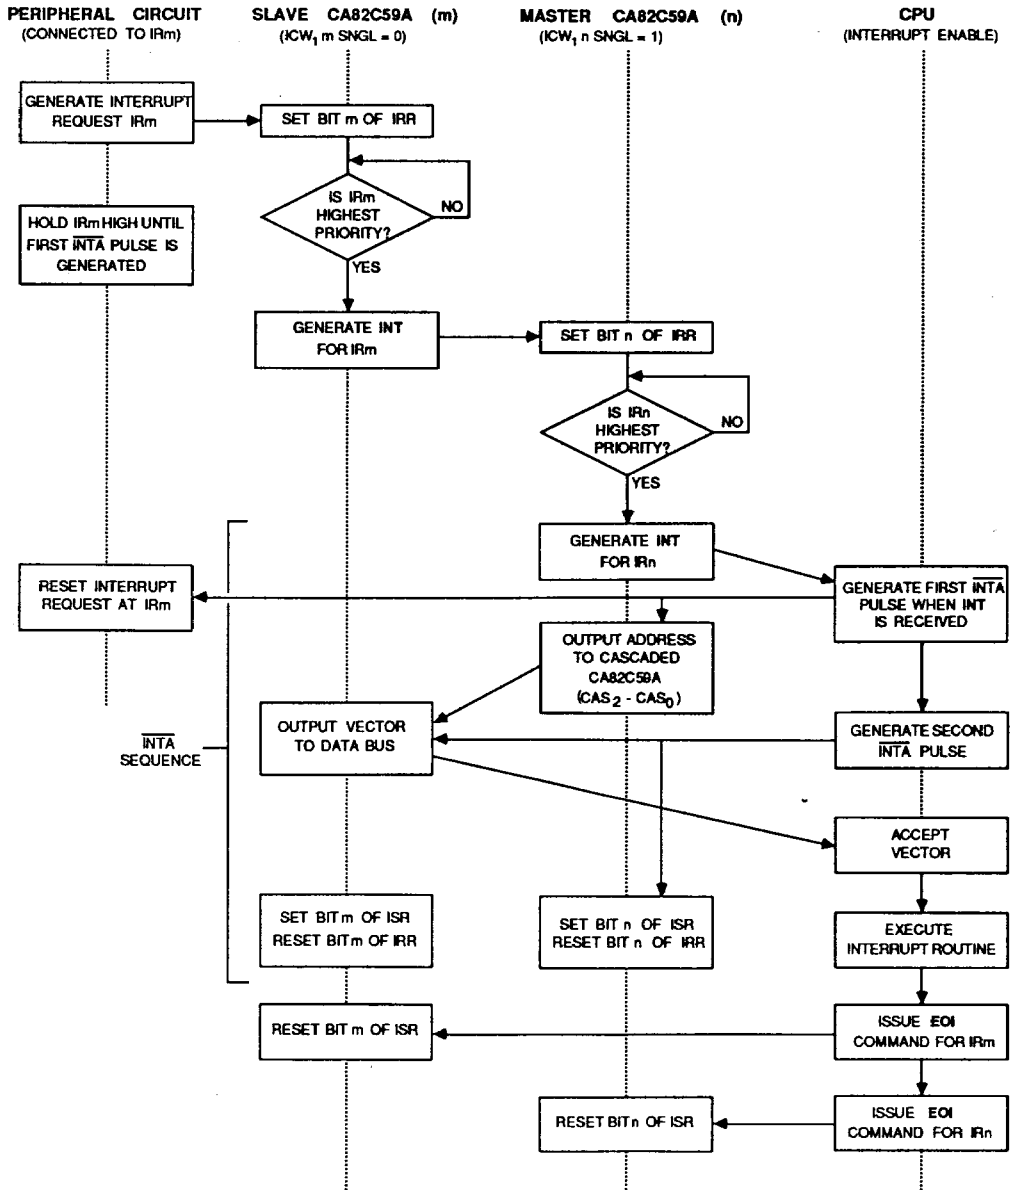 PERIPHERAL CIRCUIT
(CONNECTED TO IRm)
SLAVE CA82C59A (m)
(ICW1 m SNGL = 0)
MASTER CA82C59A (n)
(ICW1 n SNGL = 1)
CPU
(INTERRUPT ENABLE)
GENERATE INTERRUPT
REQUEST IRm
SET BIT m OF IRR
IS IRm
HIGHEST
PRIORITY?
NO
YES
HOLD IRm HIGH UNTIL
FIRST INTA PULSE IS
GENERATED
GENERATE INT
FOR IRm
SET BIT n OF IRR
IS IRn
HIGHEST
PRIORITY?
NO
YES
GENERATE INT
FOR IRn
RESET INTERRUPT
REQUEST AT IRm
GENERATE FIRST INTA
PULSE WHEN INT
IS RECEIVED
OUTPUT ADDRESS
TO CASCADED
CA82C59A
(CAS2 - CAS0)
INTA
SEQUENCE
OUTPUT VECTOR
TO DATA BUS
GENERATE SECOND
INTA PULSE
ACCEPT
VECTOR
SET BIT m OF ISR
RESET BIT m OF IRR
SET BIT n OF ISR
RESET BIT n OF IRR
EXECUTE
INTERRUPT ROUTINE
RESET BIT m OF ISR
ISSUE EOI
COMMAND FOR IRm
RESET BIT n OF ISR
ISSUE EOI
COMMAND FOR IRn